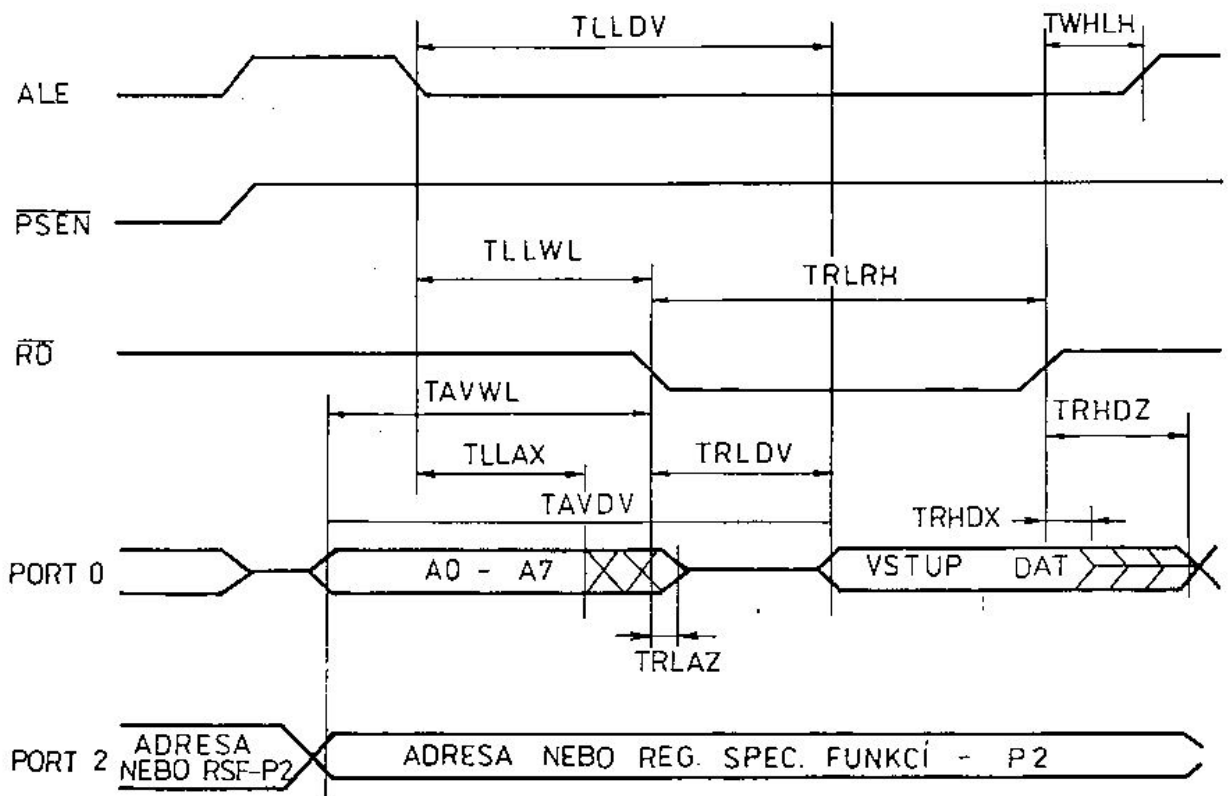 TLLDV
TWHLH
ALE
PSEN
TLLWL
TRLRH
RD
TAVWL
TRHDZ
TLLAX
TRLDV
TAVDV
TRHDX
PORT 0
A0 - A7
VSTUP DAT
TRLAZ
PORT 2
ADRESA
NEBO RSF-P2
ADRESA NEBO REG. SPEC. FUNKCÍ - P2